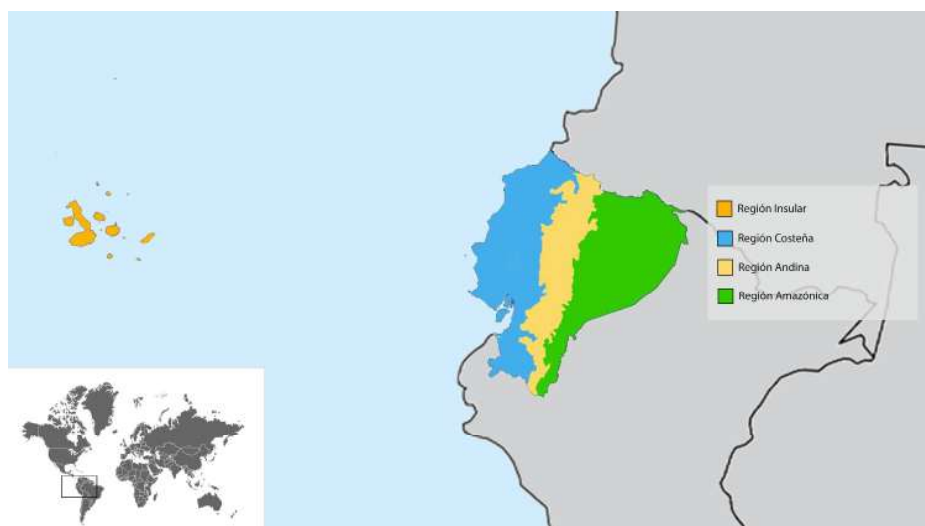 Región Insular
Región Costeña
Región Andina
Región Amazónica